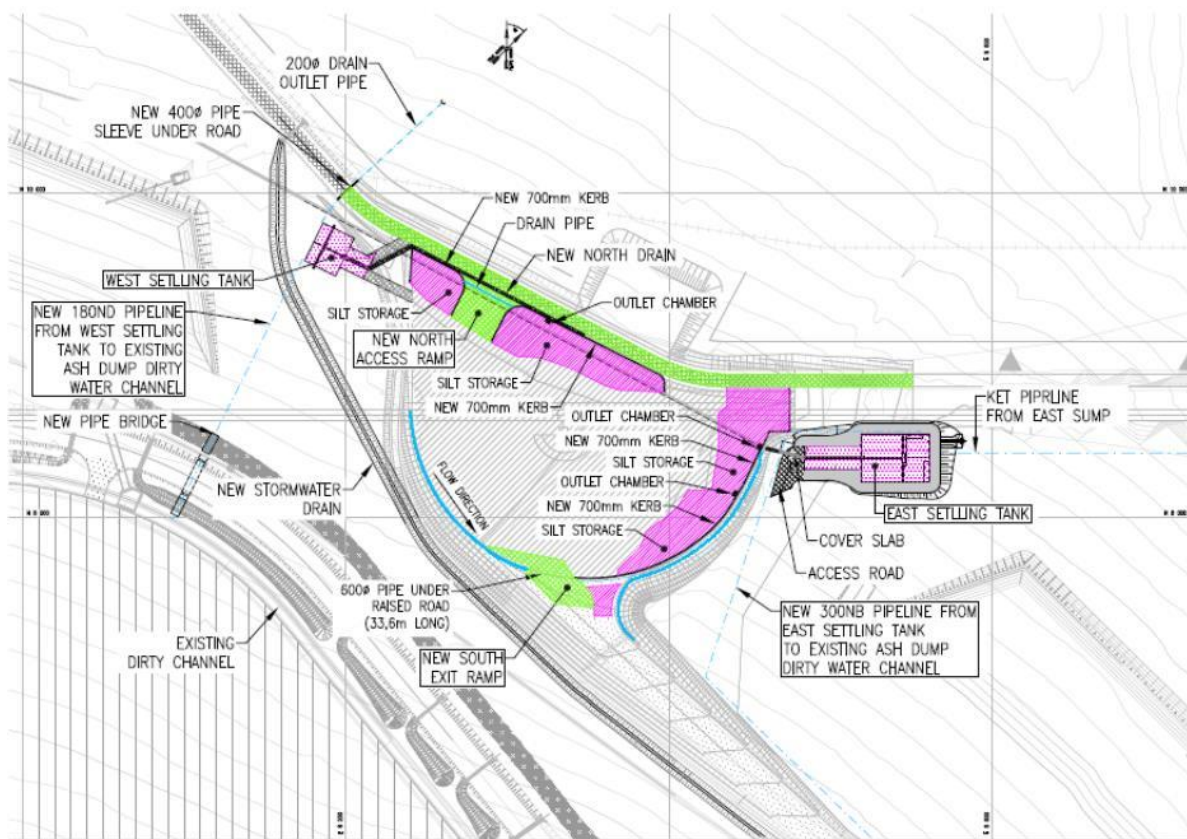 200ø DRAIN
OUTLET PIPE
NEW 400ø PIPE
SLEEVE UNDER ROAD
NEW 700mm KERB
DRAIN PIPE
NEW NORTH DRAIN
WEST SETLLING TANK
OUTLET CHAMBER
SILT STORAGE
NEW 180ND PIPELINE
FROM WEST SETTLING
TANK TO EXISTING
ASH DUMP DIRTY
WATER CHANNEL
NEW NORTH
ACCESS RAMP
SILT STORAGE
NEW 700mm KERB
NEW PIPE BRIDGE
OUTLET CHAMBER
KET PIPRLINE
FROM EAST SUMP
NEW 700mm KERB
SILT STORAGE
OUTLET CHAMBER
NEW STORMWATER
DRAIN
FLOW DIRECTION
NEW 700mm KERB
SILT STORAGE
EAST SETLLING TANK
COVER SLAB
ACCESS ROAD
600ø PIPE UNDER
RAISED ROAD
(33,6m LONG)
NEW 300NB PIPELINE FROM
EAST SETTLING TANK
TO EXISTING ASH DUMP
DIRTY WATER CHANNEL
EXISTING
DIRTY CHANNEL
NEW SOUTH
EXIT RAMP